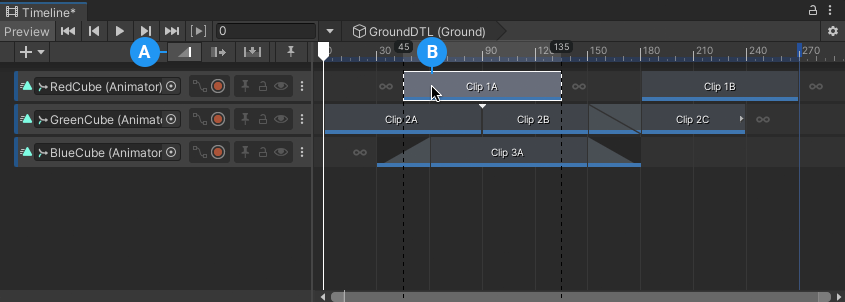 Timeline*
Preview
0
GroundDTL (Ground)
A
B
30
45
90
135
150
180
210
240
270
RedCube (Animator)
Clip 1A
Clip 1B
GreenCube (Animator
Clip 2A
Clip 2B
Clip 2C
BlueCube (Animator
Clip 3A